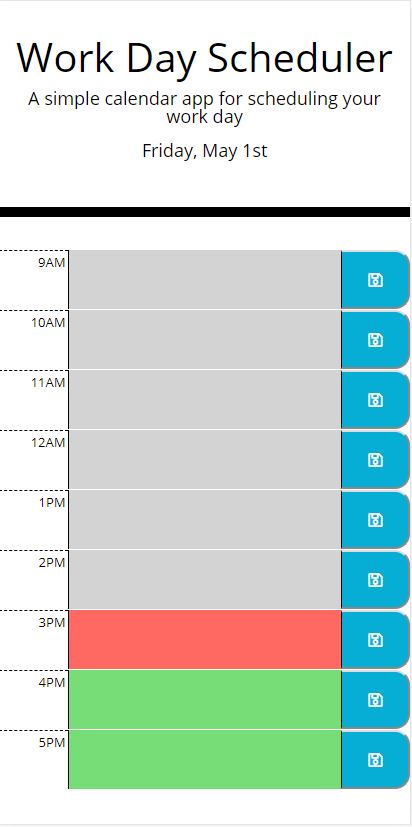 Work Day Scheduler
A simple calendar app for scheduling your
work day
Friday, May 1st
9AM
10AM
11AM
12AM
1PM
2PM
3PM
4PM
5PM